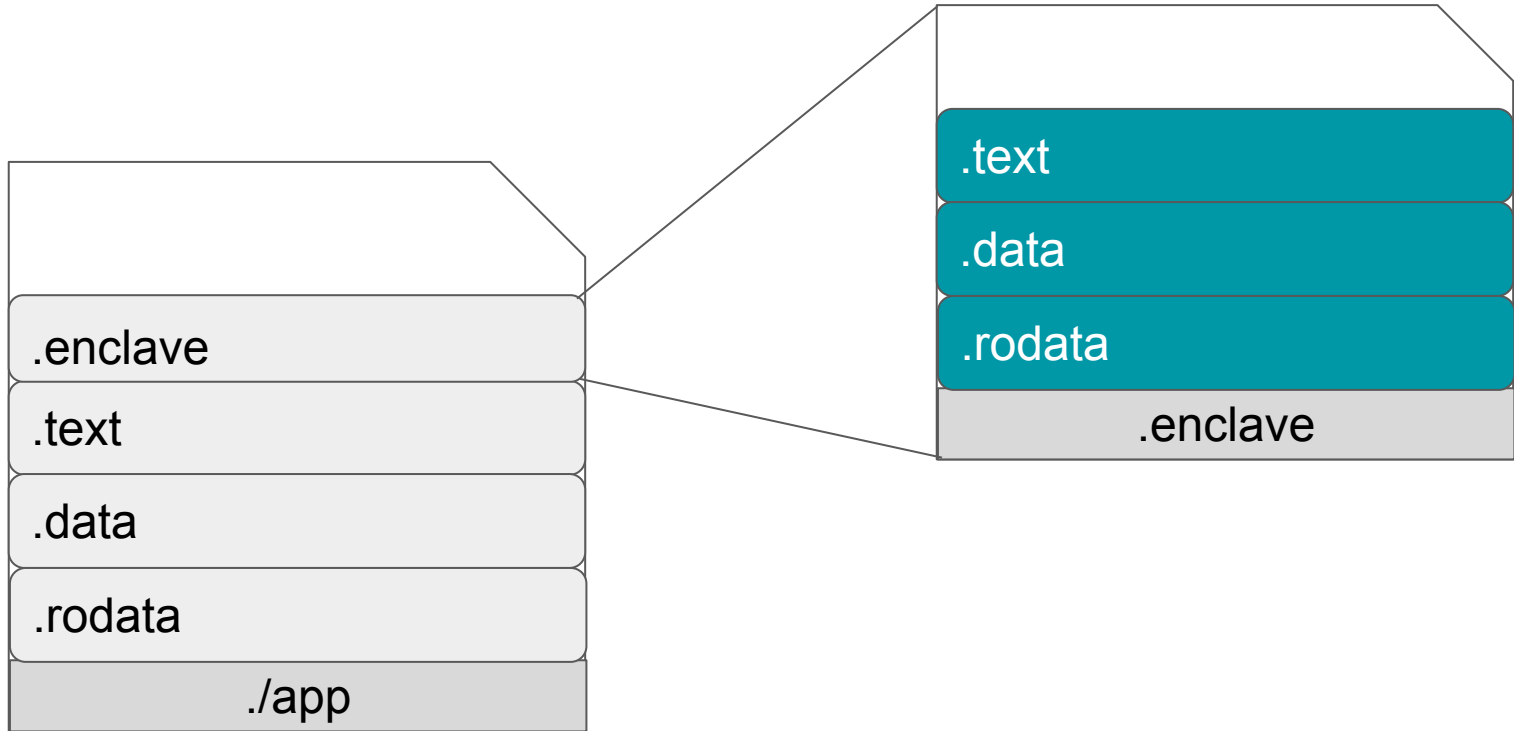 .enclave
.text
.data
.rodata
./app
.text
.data
.rodata
.enclave